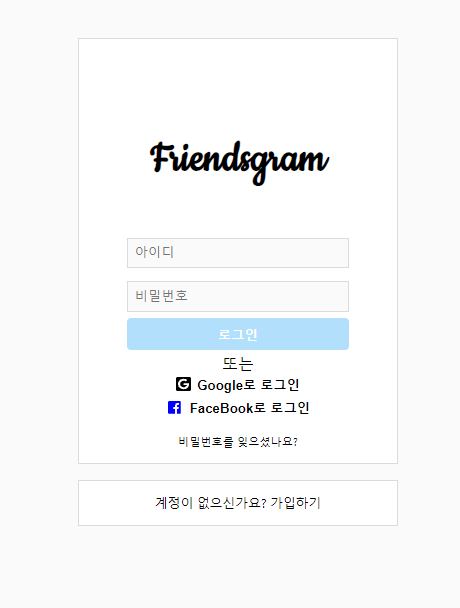 Friendsgram
아이디
비밀번호
로그인
또는
Google로 로그인
FaceBook로 로그인
비밀번호를 잊으셨나요?
계정이 없으신가요? 가입하기